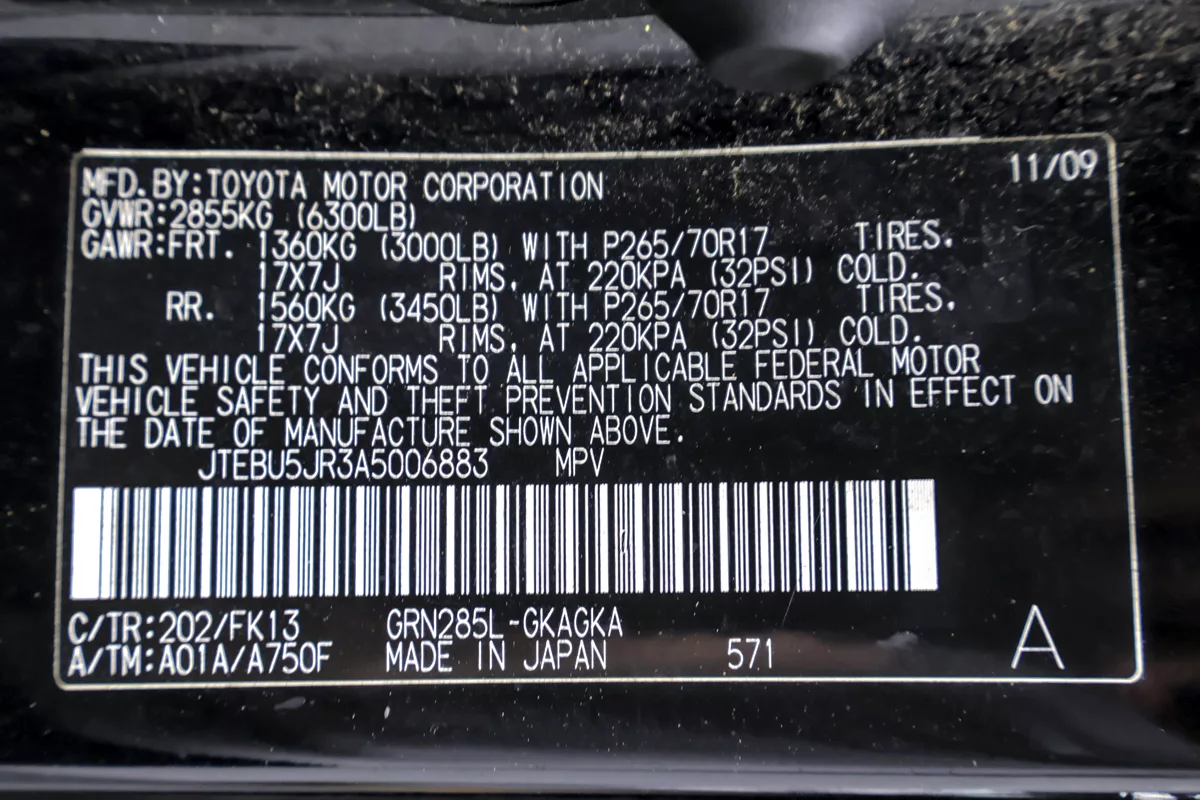 11/09
MFD. BY: TOYOTA MOTOR CORPORATION
GVWR: 2855KG (6300LB)
GAWR: FRT. 1360KG (3000LB) WITH P265/70R17 TIRES.
17X7J RIMS, AT 220KPA (32PSI) COLD.
RR. 1560KG (3450LB) WITH P265/70R17 TIRES.
17X7J RIMS, AT 220KPA (32PSI) COLD.
THIS VEHICLE CONFORMS TO ALL APPLICABLE FEDERAL MOTOR
VEHICLE SAFETY AND THEFT PREVENTION STANDARDS IN EFFECT ON
THE DATE OF MANUFACTURE SHOWN ABOVE.
JTEBU5JR3A5006883 MPV
C/TR: 202/FK13 GRN285L-GKAGKA
A/TM: A01A/A750F MADE IN JAPAN 571
A